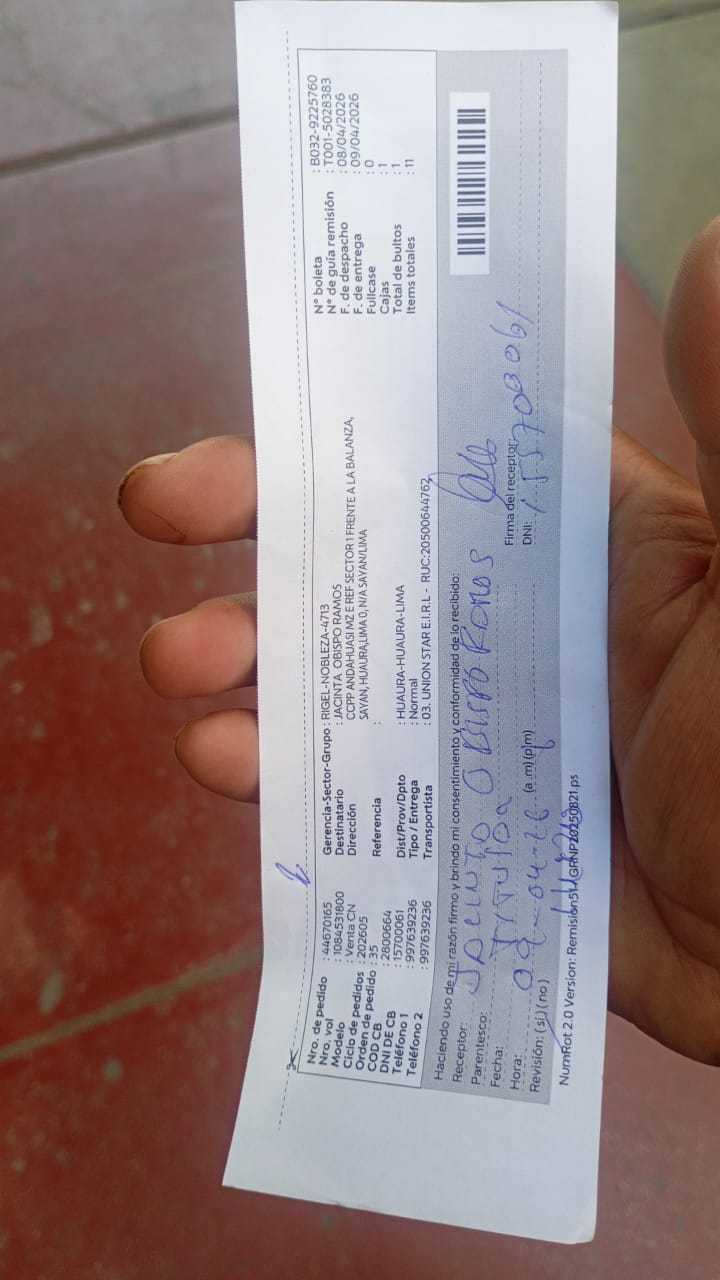 Nro. de pedido : 44670165
Nro. vol : 1084531800
Modelo : Venta CN
Ciclo de pedidos : 202605
Orden de pedido : 35
COD CB : 2800664
DNI DE CB : 15700061
Teléfono 1 : 997639236
Teléfono 2 : 997639236
Gerencia-Sector-Grupo : RIGEL-NOBLEZA-4713
Destinatario : JACINTA OBISPO RAMOS
Dirección CCPP ANDAHUASI MZ E REF SECTOR 1 FRENTE A LA BALANZA,
SAYAN, HUAURA;LIMA 0, N/A SAYAN/LIMA
Referencia :
Dist/Prov/Dpto : HUAURA-HUAURA-LIMA
Tipo / Entrega : Normal
Transportista : 03. UNION STAR E.I.R.L - RUC:20500644762
N° boleta : B032-9225760
N° de guía remisión : T001-5028383
F. de despacho : 08/04/2026
F. de entrega : 09/04/2026
Fullcase : 0
Cajas : 1
Total de bultos : 1
Items totales : 11
Haciendo uso de mi razón firmo y brindo mi consentimiento y conformidad de lo recibido:
Receptor: JACINTO OBISPO RAMOS
Parentesco: TITULAR
Fecha: 09-04-26
Hora: (a.m)(p.m)
Revisión: (si)(no)
Firma del receptor:
DNI: 15700061
NumRot 2.0 Version: Remision511/GRNP20250821 ps